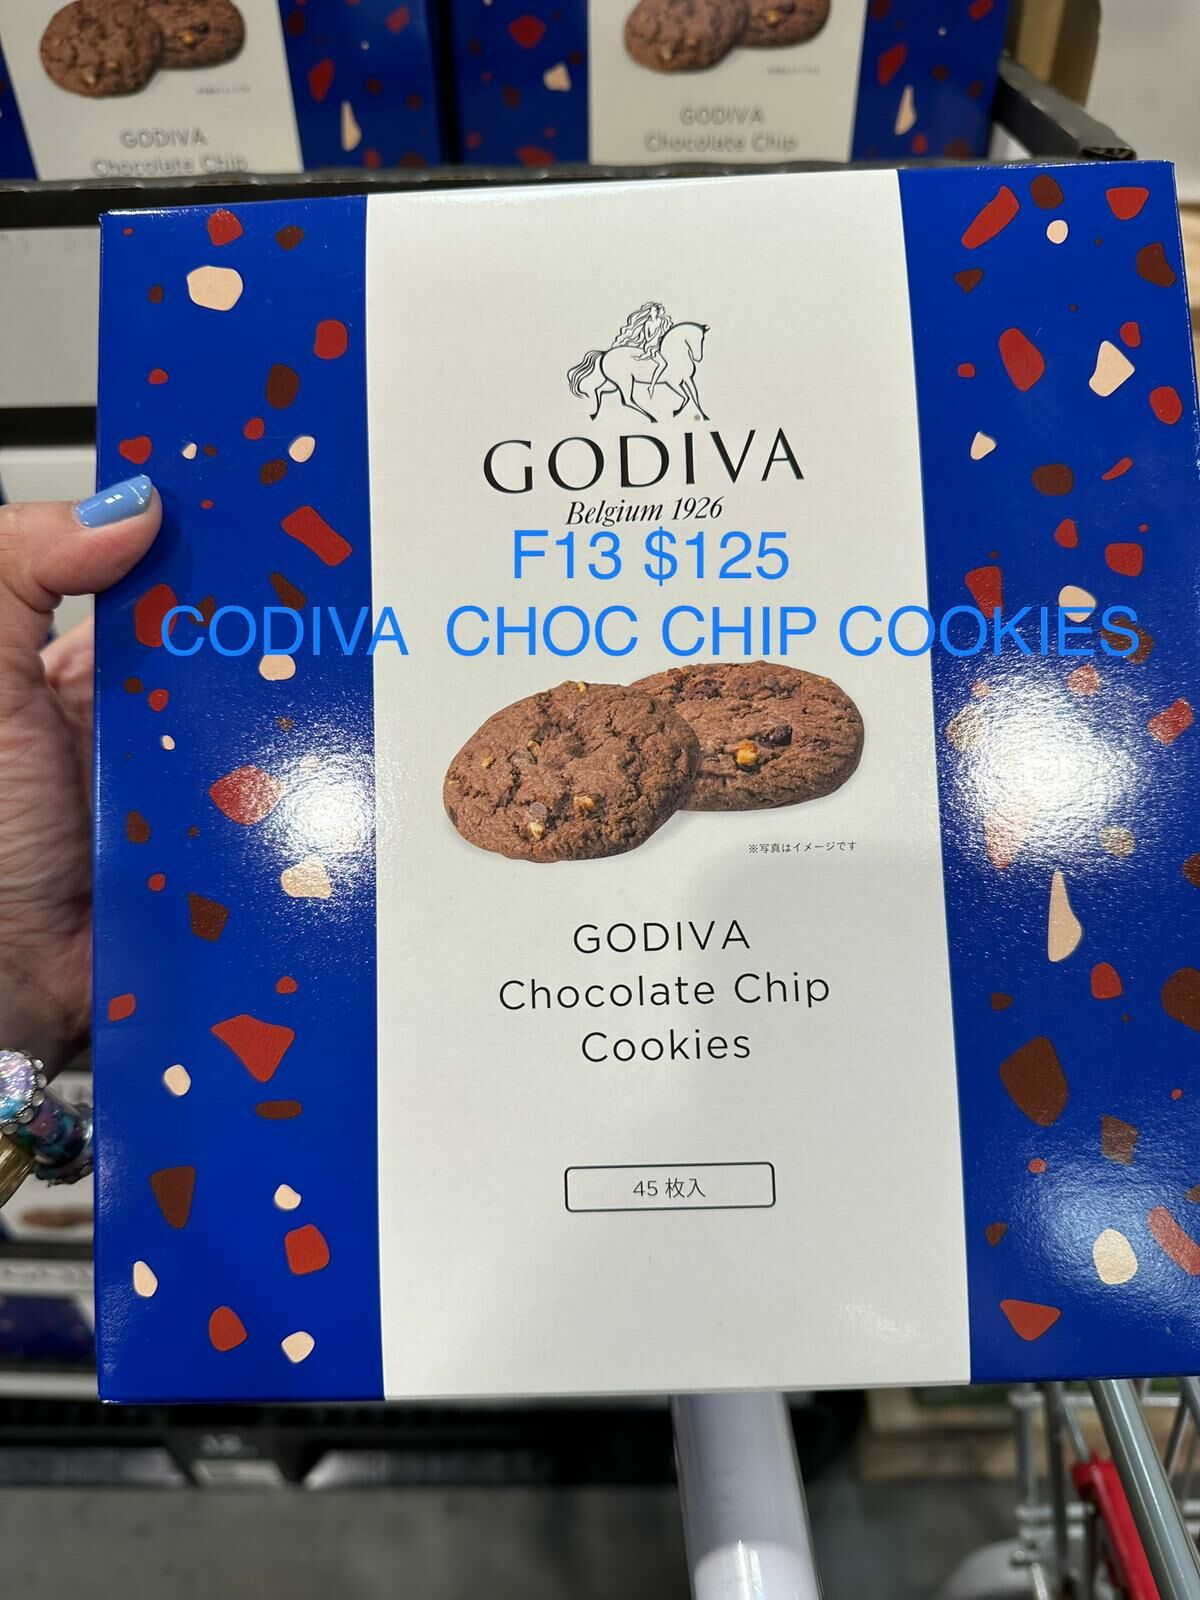 GODIVA
Chocolate Chip
GODIVA
Chocolate Chip
GODIVA
Belgium 1926
F13 $125
CODIVA CHOC CHIP COOKIES
※写真はイメージです
GODIVA
Chocolate Chip
Cookies
45 枚入